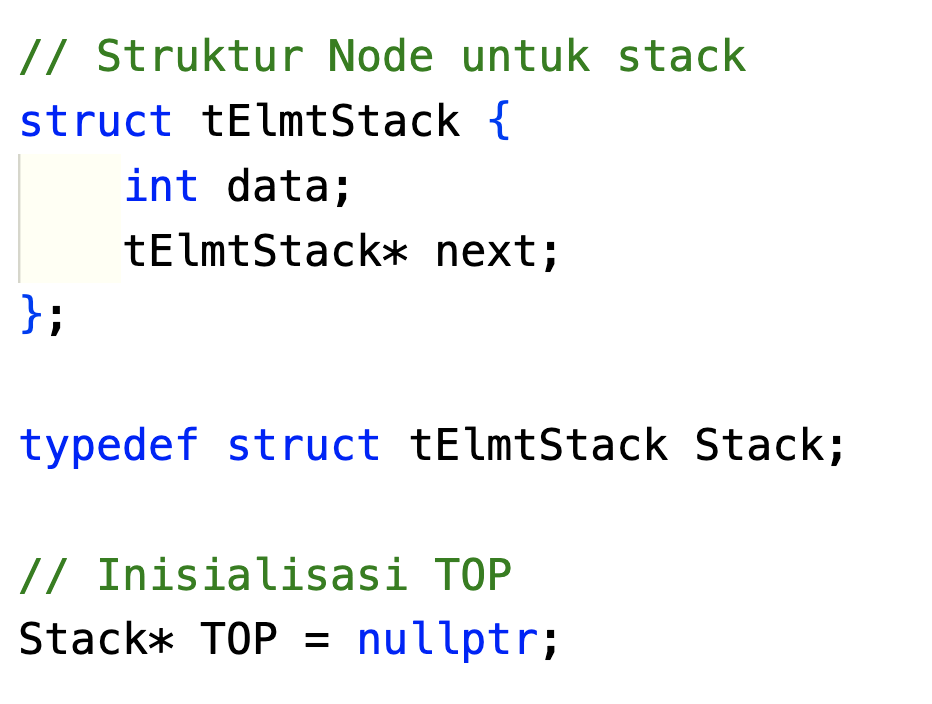 // Struktur Node untuk stack
struct tElmtStack {
    int data;
    tElmtStack* next;
};
typedef struct tElmtStack Stack;
// Inisialisasi TOP
Stack* TOP = nullptr;